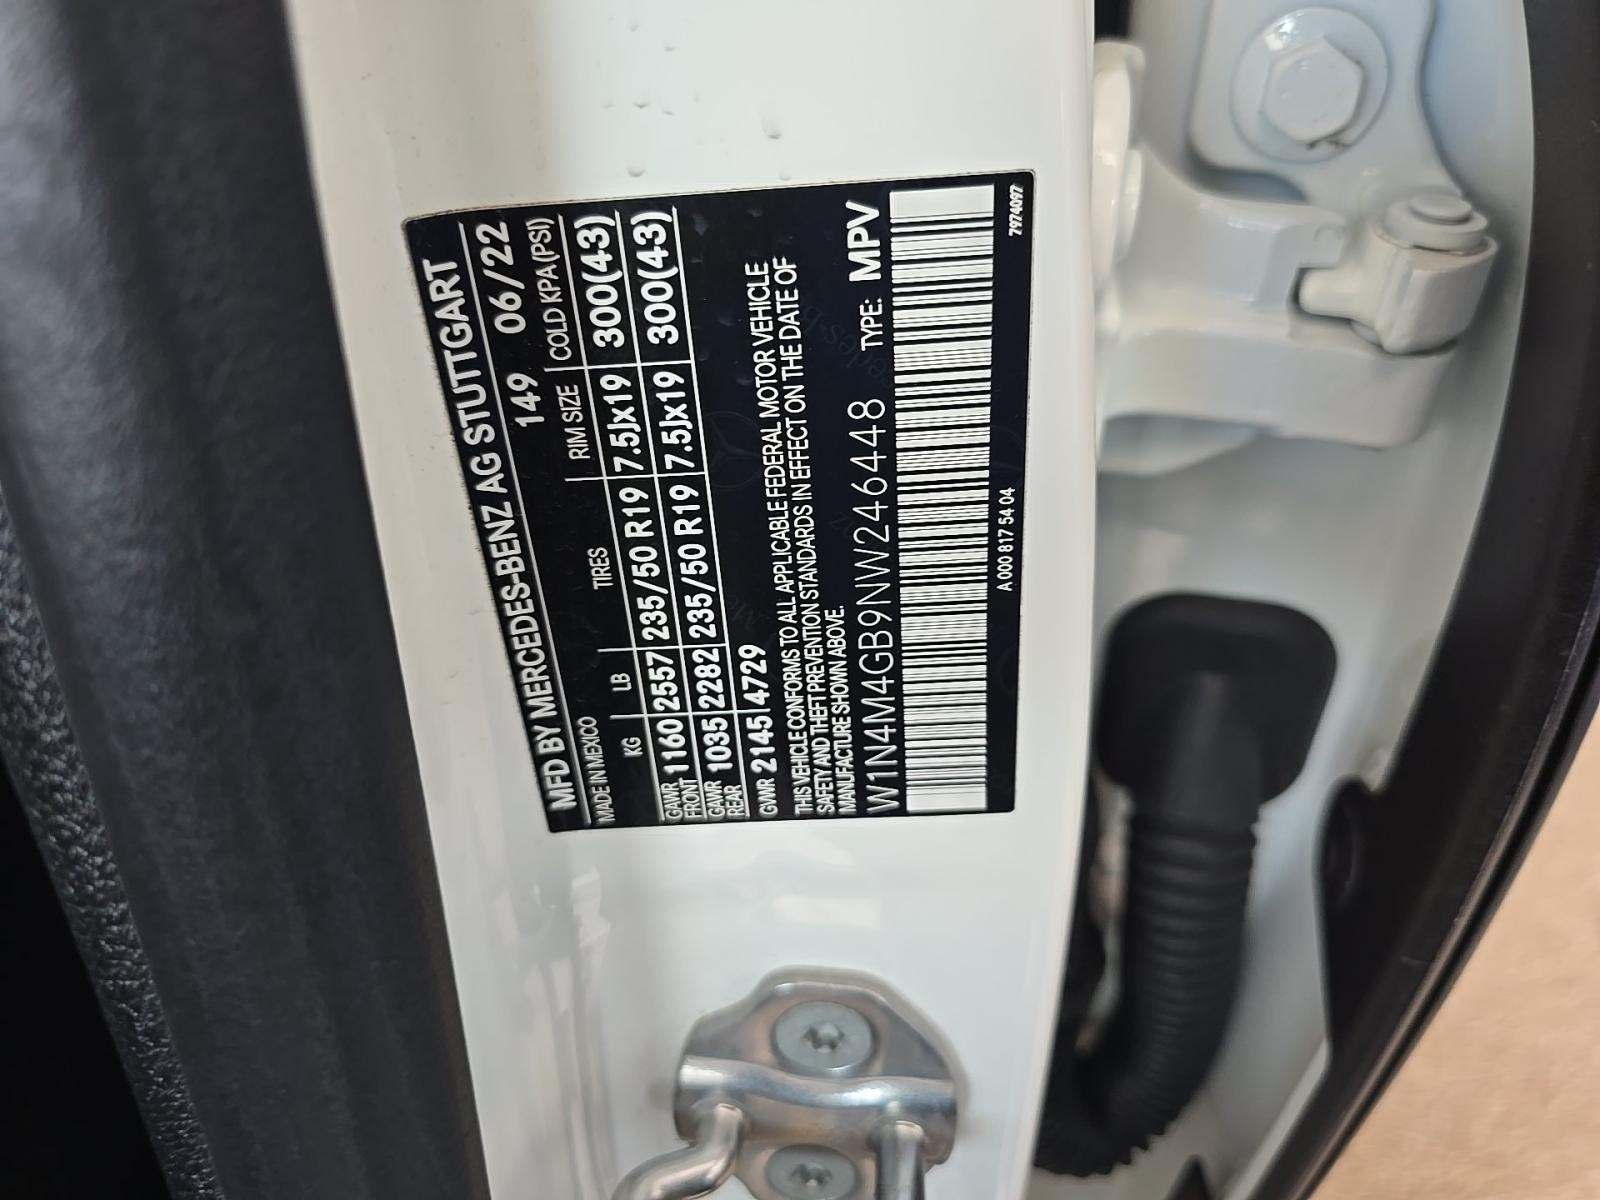 MFD BY MERCEDES-BENZ AG STUTTGART
MADE IN MEXICO 149 06/22
KG LB TIRES RIM SIZE COLD KPA(PSI)
GAWR FRONT 1160 2557 235/50 R19 7.5Jx19 300(43)
GAWR REAR 1035 2282 235/50 R19 7.5Jx19 300(43)
GVWR 2145 4729
THIS VEHICLE CONFORMS TO ALL APPLICABLE FEDERAL MOTOR VEHICLE
SAFETY AND THEFT PREVENTION STANDARDS IN EFFECT ON THE DATE OF
MANUFACTURE SHOWN ABOVE.
W1N4M4GB9NW246448 TYPE: MPV
A 000 817 54 04 7974097